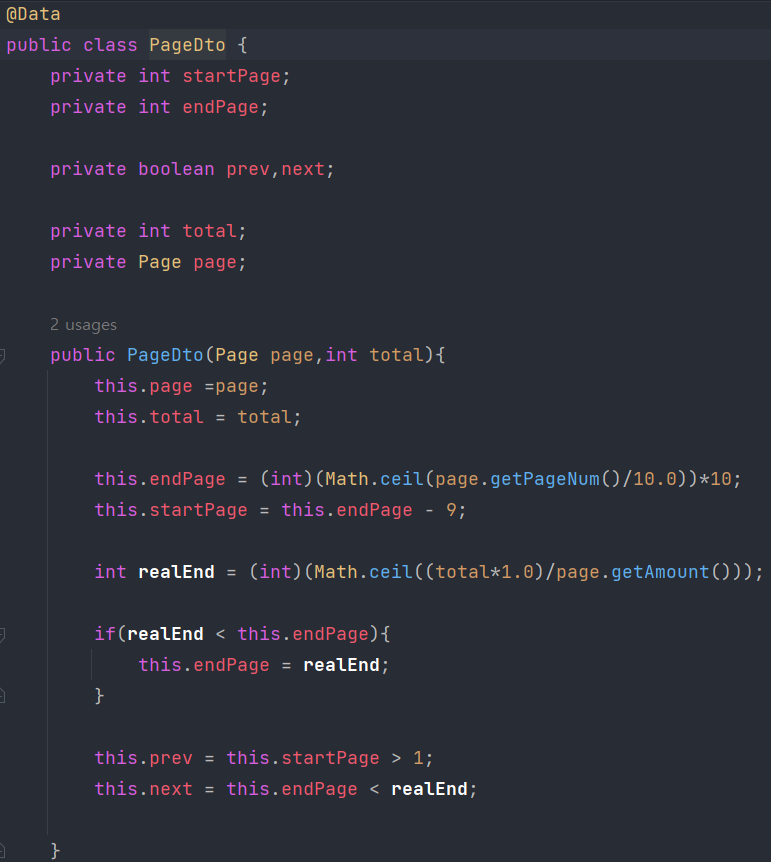 @Data
public class PageDto {
    private int startPage;
    private int endPage;

    private boolean prev,next;

    private int total;
    private Page page;

    2 usages
    public PageDto(Page page,int total){
        this.page =page;
        this.total = total;

        this.endPage = (int)(Math.ceil(page.getPageNum()/10.0))*10;
        this.startPage = this.endPage - 9;

        int realEnd = (int)(Math.ceil((total*1.0)/page.getAmount()));

        if(realEnd < this.endPage){
            this.endPage = realEnd;
        }

        this.prev = this.startPage > 1;
        this.next = this.endPage < realEnd;

    }